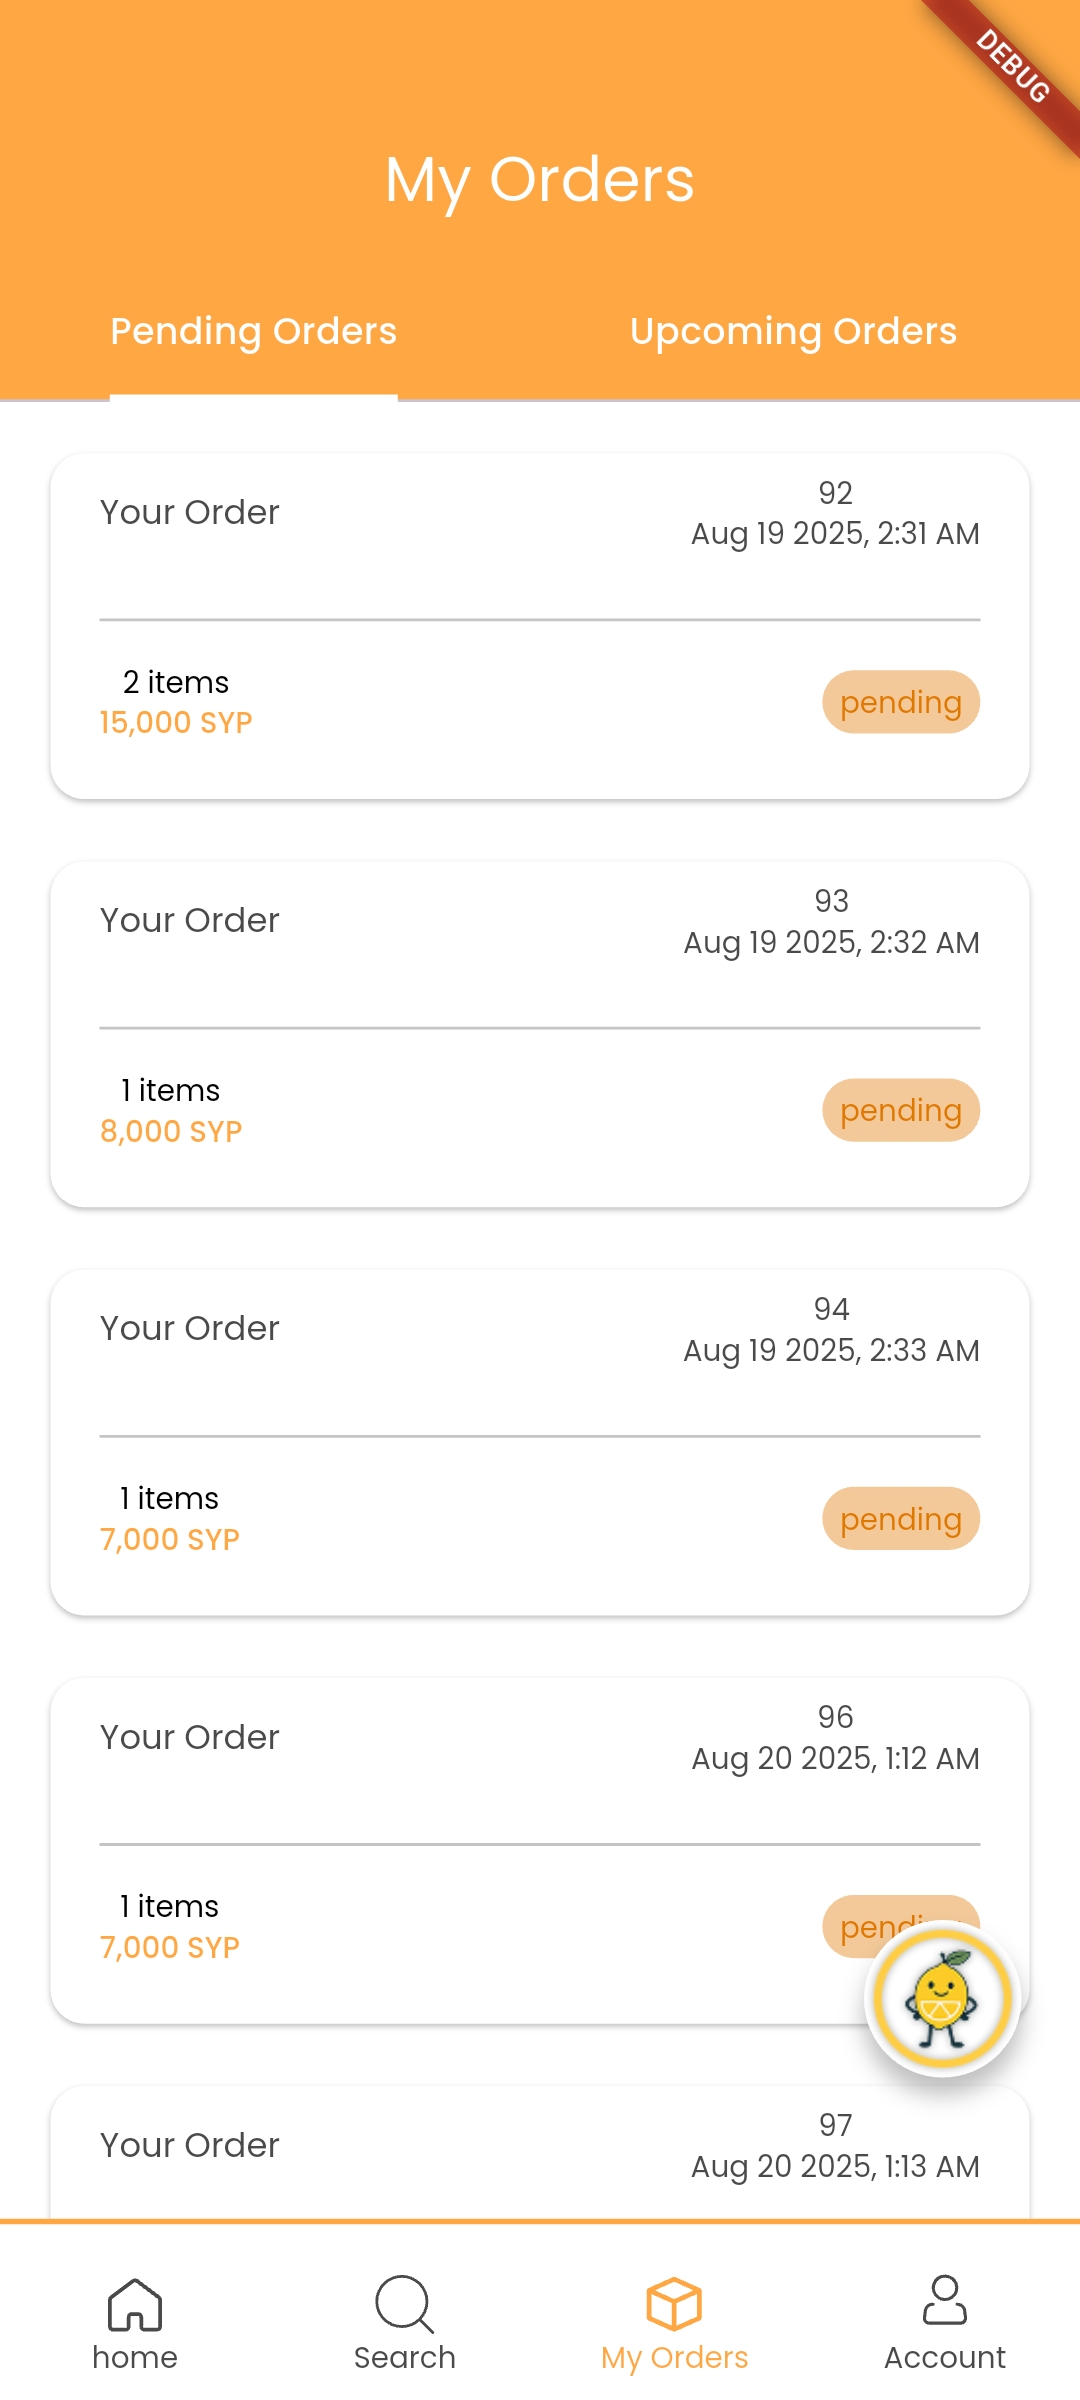 DEBUG
My Orders
Pending Orders
Upcoming Orders
Your Order
92
Aug 19 2025, 2:31 AM
2 items
15,000 SYP
pending
Your Order
93
Aug 19 2025, 2:32 AM
1 items
8,000 SYP
pending
Your Order
94
Aug 19 2025, 2:33 AM
1 items
7,000 SYP
pending
Your Order
96
Aug 20 2025, 1:12 AM
1 items
7,000 SYP
pending
Your Order
97
Aug 20 2025, 1:13 AM
home
Search
My Orders
Account